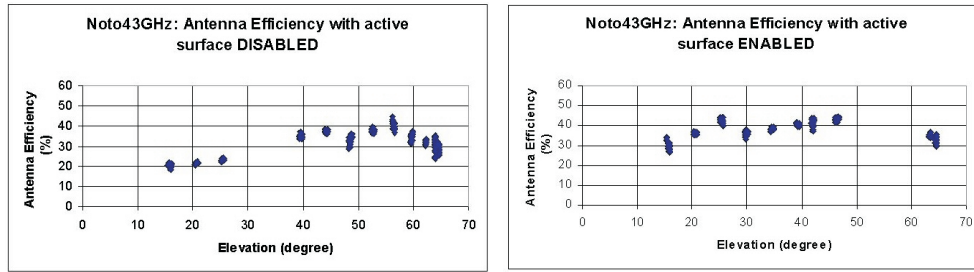 Noto43GHz: Antenna Efficiency with active
surface DISABLED
Antenna Efficiency
(%)
60
50
40
30
20
10
0
0 10 20 30 40 50 60 70
Elevation (degree)
Noto43GHz: Antenna Efficiency with active
surface ENABLED
Antenna Efficiency
(%)
60
50
40
30
20
10
0
0 10 20 30 40 50 60 70
Elevation (degree)